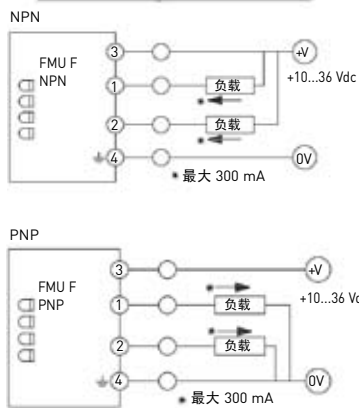 NPN
FMU F
NPN
3
+V
+10...36 Vdc
1
负载
2
负载
4
0V
* 最大 300 mA
PNP
FMU F
PNP
3
+V
+10...36 Vdc
1
负载
2
负载
4
0V
* 最大 300 mA